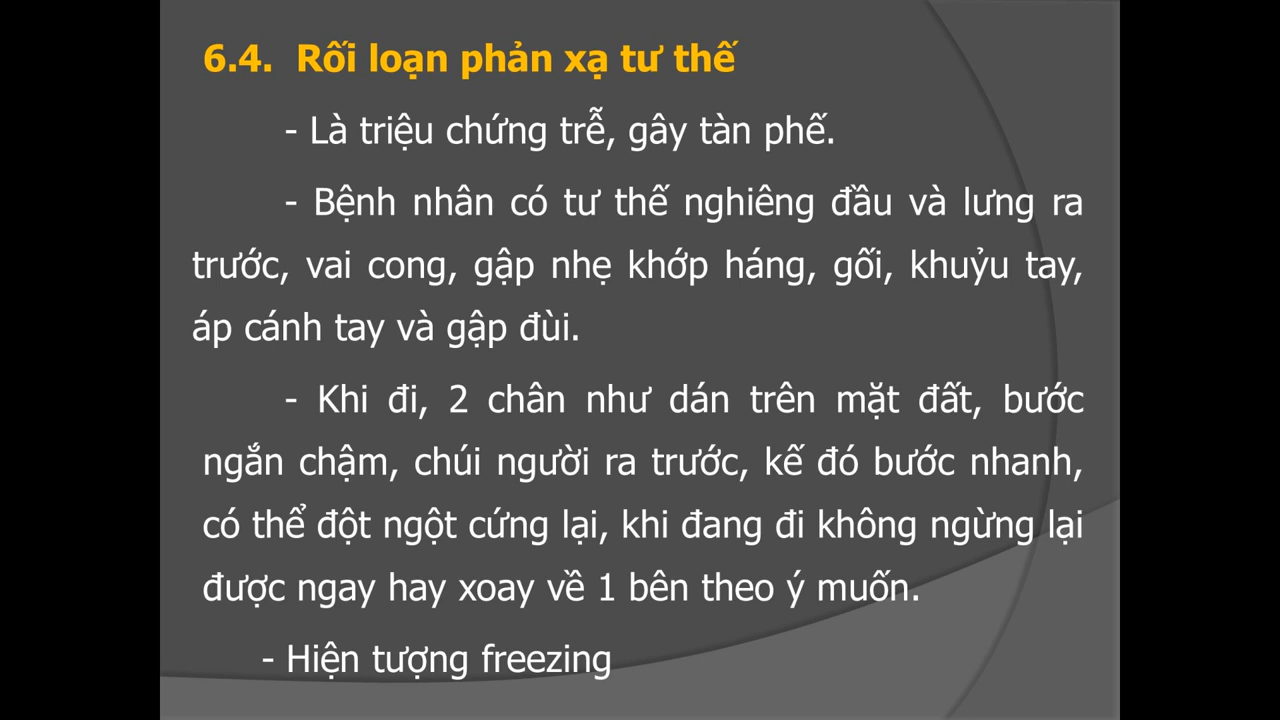 6.4. Rối loạn phản xạ tư thế
- Là triệu chứng trễ, gây tàn phế.
- Bệnh nhân có tư thế nghiêng đầu và lưng ra
trước, vai cong, gập nhẹ khớp háng, gối, khuỷu tay,
áp cánh tay và gập đùi.
- Khi đi, 2 chân như dán trên mặt đất, bước
ngắn chậm, chúi người ra trước, kế đó bước nhanh,
có thể đột ngột cứng lại, khi đang đi không ngừng lại
được ngay hay xoay về 1 bên theo ý muốn.
- Hiện tượng freezing